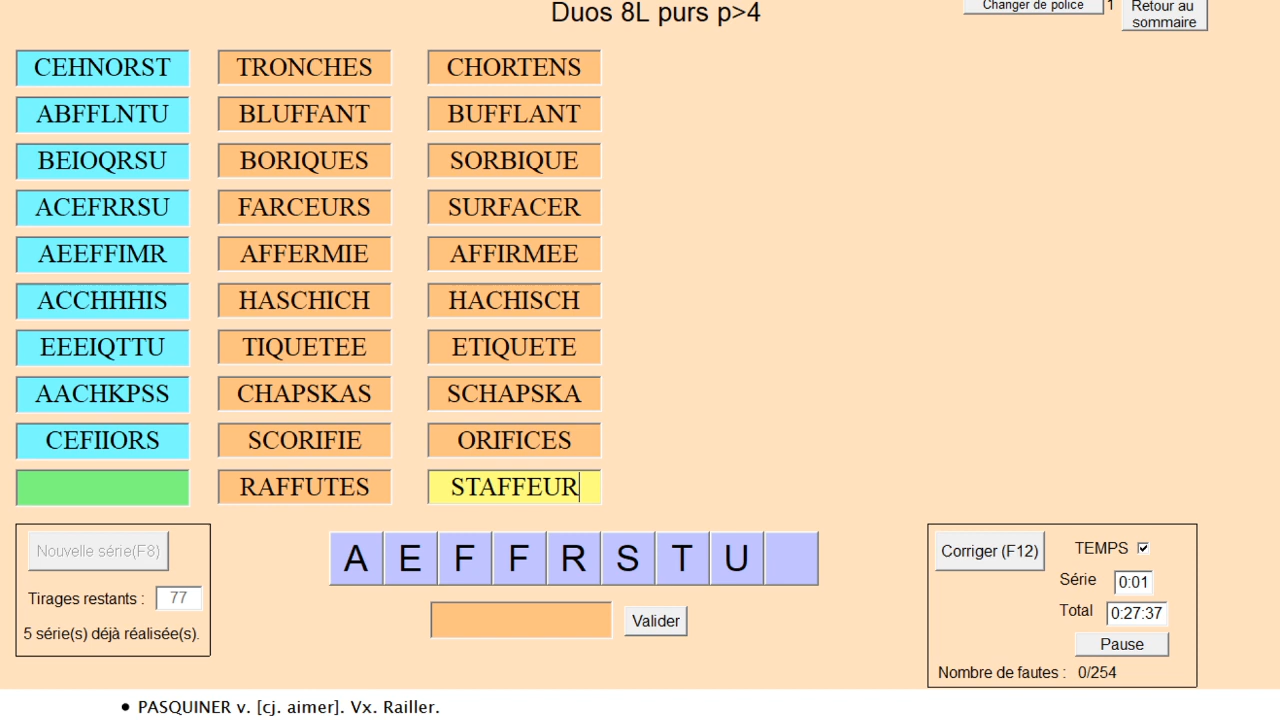 Duos 8L purs p>4
Changer de police 1 Retour au sommaire
CEHNORST TRONCHES CHORTENS
ABFFLNTU BLUFFANT BUFFLANT
BEIOQRSU BORIQUES SORBIQUE
ACEFRRSU FARCEURS SURFACER
AEEFFIMR AFFERMIE AFFIRMEE
ACCHHHIS HASCHICH HACHISCH
EEEIQTTU TIQUETEE ETIQUETE
AACHKPSS CHAPSKAS SCHAPSKA
CEFIIORS SCORIFIE ORIFICES
RAFFUTES STAFFEUR
Nouvelle série(F8)
Tirages restants : 77
5 série(s) déjà réalisée(s).
A E F F R S T U
Valider
Corriger (F12) TEMPS
Série 0:01
Total 0:27:37
Pause
Nombre de fautes : 0/254
• PASQUINER v. [cj. aimer]. Vx. Railler.